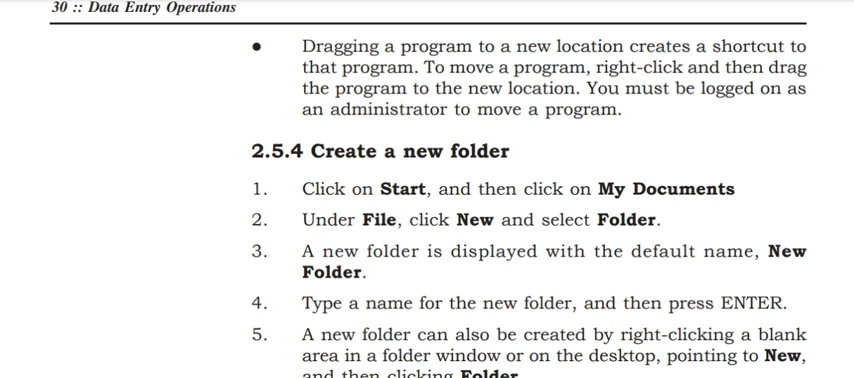 30 :: Data Entry Operations
● Dragging a program to a new location creates a shortcut to
that program. To move a program, right-click and then drag
the program to the new location. You must be logged on as
an administrator to move a program.
2.5.4 Create a new folder
1. Click on Start, and then click on My Documents
2. Under File, click New and select Folder.
3. A new folder is displayed with the default name, New
Folder.
4. Type a name for the new folder, and then press ENTER.
5. A new folder can also be created by right-clicking a blank
area in a folder window or on the desktop, pointing to New,
and then clicking Folder